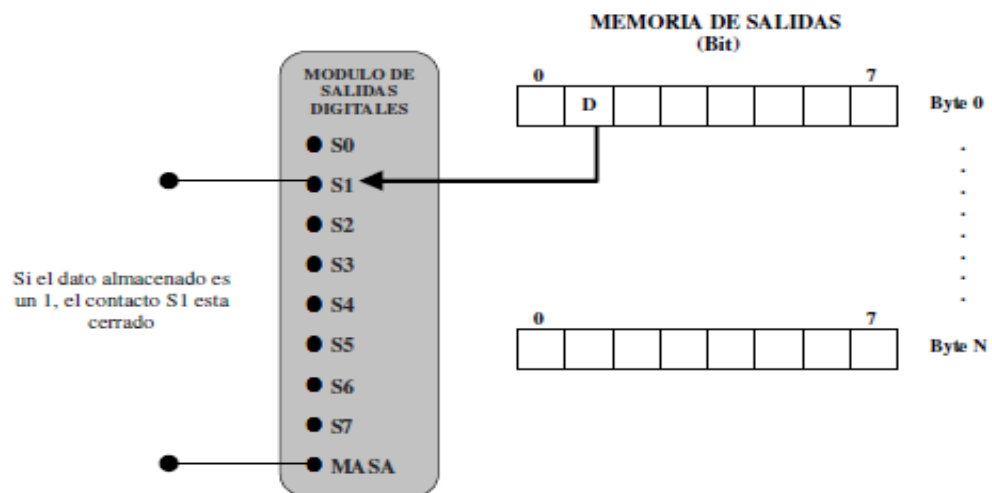 MEMORIA DE SALIDAS
(Bit)
MODULO DE
SALIDAS
DIGITALES
0 7
D
Byte 0
S0
S1
S2
S3
S4
S5
S6
S7
MASA
Si el dato almacenado es
un 1, el contacto S1 esta
cerrado
0 7
Byte N